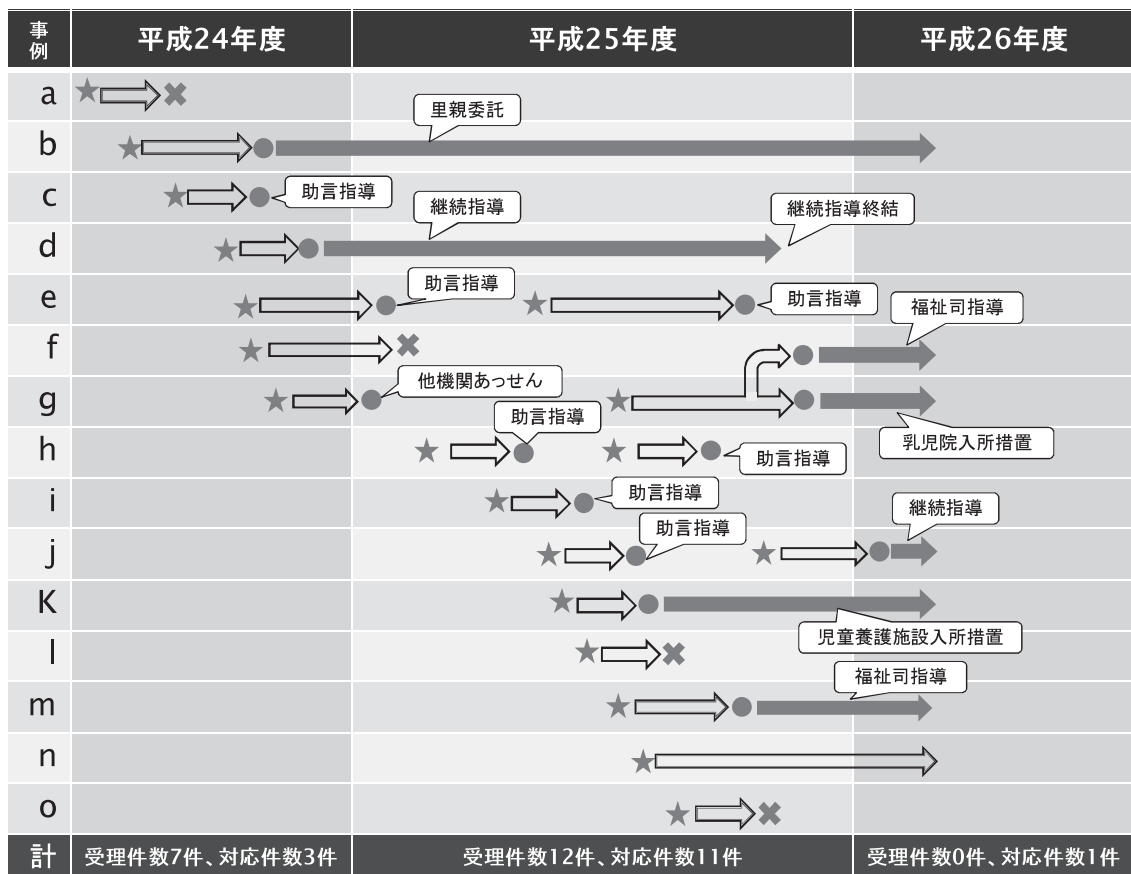 事例 平成24年度 平成25年度 平成26年度
a
b 里親委託
c 助言指導
d 継続指導 継続指導終結
e 助言指導 助言指導
f 福祉司指導
g 他機関あっせん 乳児院入所措置
h 助言指導 助言指導
i 助言指導
j 助言指導 継続指導
K 児童養護施設入所措置
l
m 福祉司指導
n
o
計 受理件数7件、対応件数3件 受理件数12件、対応件数11件 受理件数0件、対応件数1件